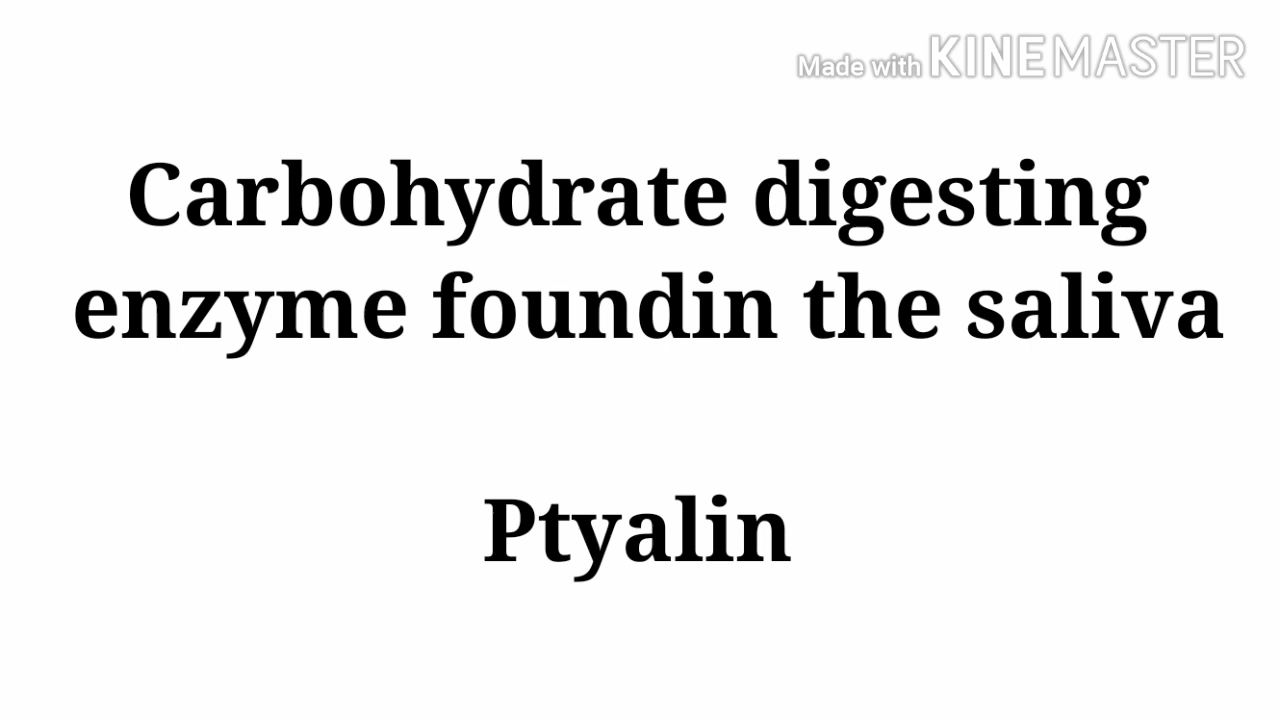 Made with KINEMASTER
Carbohydrate digesting
enzyme foundin the saliva
Ptyalin